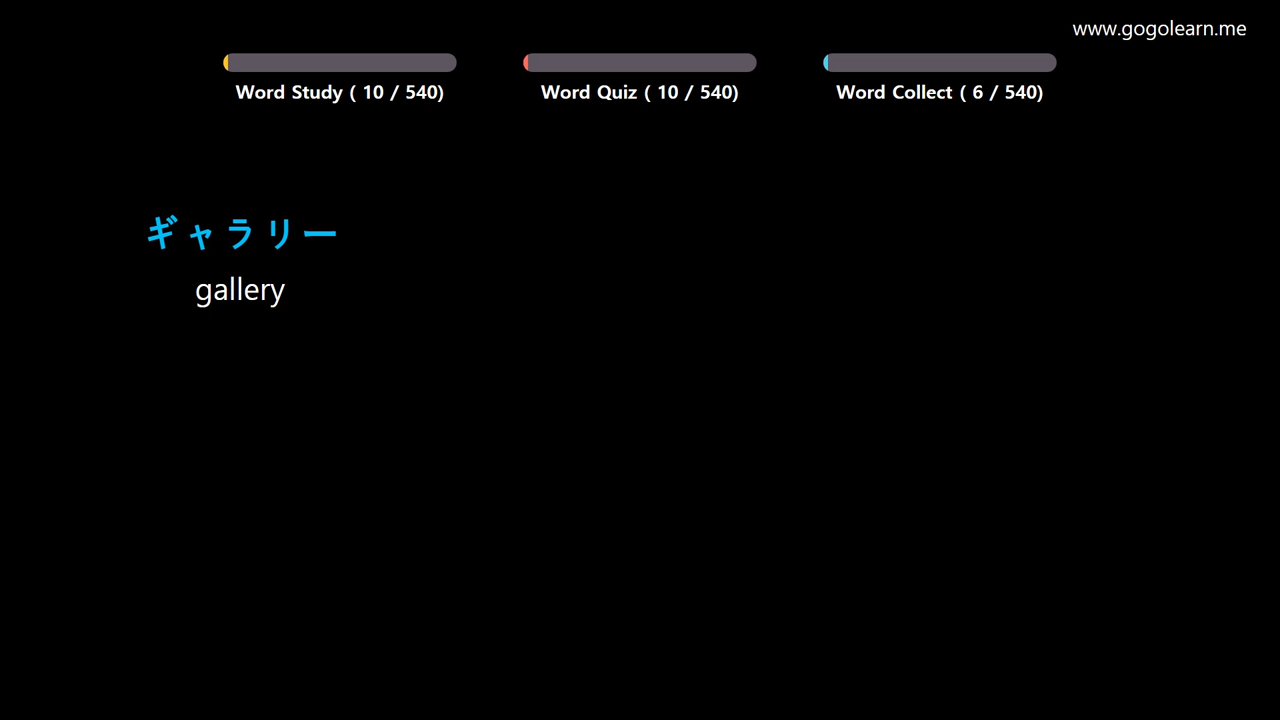 www.gogolearn.me
Word Study ( 10 / 540)
Word Quiz ( 10 / 540)
Word Collect ( 6 / 540)
ギャラリー
gallery